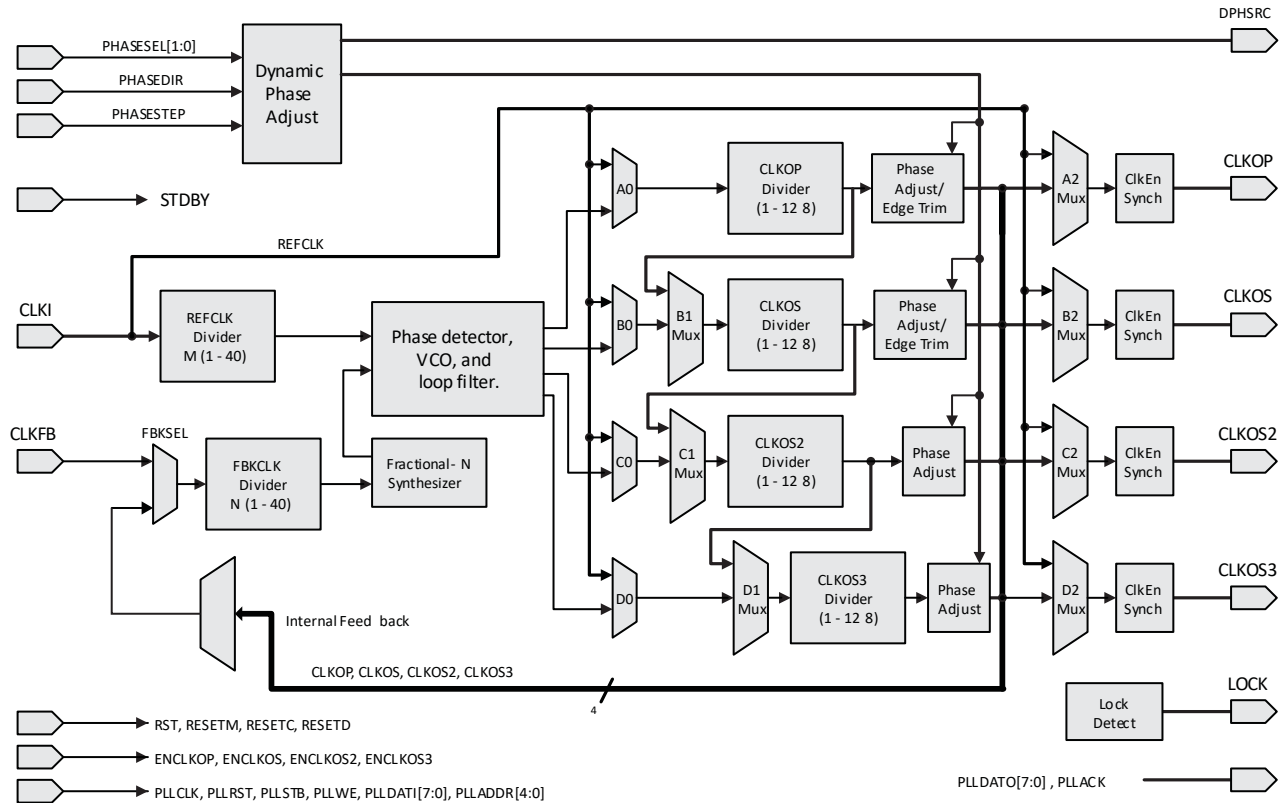 DPHSRC
PHASESEL[1:0]
PHASEDIR
PHASESTEP
Dynamic
Phase
Adjust
STDBY
REFCLK
CLKI
REFCLK
Divider
M (1 - 40)
Phase detector,
VCO, and
loop filter.
CLKFB
FBKSEL
FBKCLK
Divider
N (1 - 40)
Fractional- N
Synthesizer
A0
CLKOP
Divider
(1 - 12 8)
Phase
Adjust/
Edge Trim
A2
Mux
ClkEn
Synch
CLKOP
B0
B1
Mux
CLKOS
Divider
(1 - 12 8)
Phase
Adjust/
Edge Trim
B2
Mux
ClkEn
Synch
CLKOS
C0
C1
Mux
CLKOS2
Divider
(1 - 12 8)
Phase
Adjust
C2
Mux
ClkEn
Synch
CLKOS2
D0
D1
Mux
CLKOS3
Divider
(1 - 12 8)
Phase
Adjust
D2
Mux
ClkEn
Synch
CLKOS3
Internal Feed back
CLKOP, CLKOS, CLKOS2, CLKOS3
4
Lock
Detect
LOCK
RST, RESETM, RESETC, RESETD
ENCLKOP, ENCLKOS, ENCLKOS2, ENCLKOS3
PLLCLK, PLLRST, PLLSTB, PLLWE, PLLDATI[7:0], PLLADDR[4:0]
PLLDATO[7:0] , PLLACK